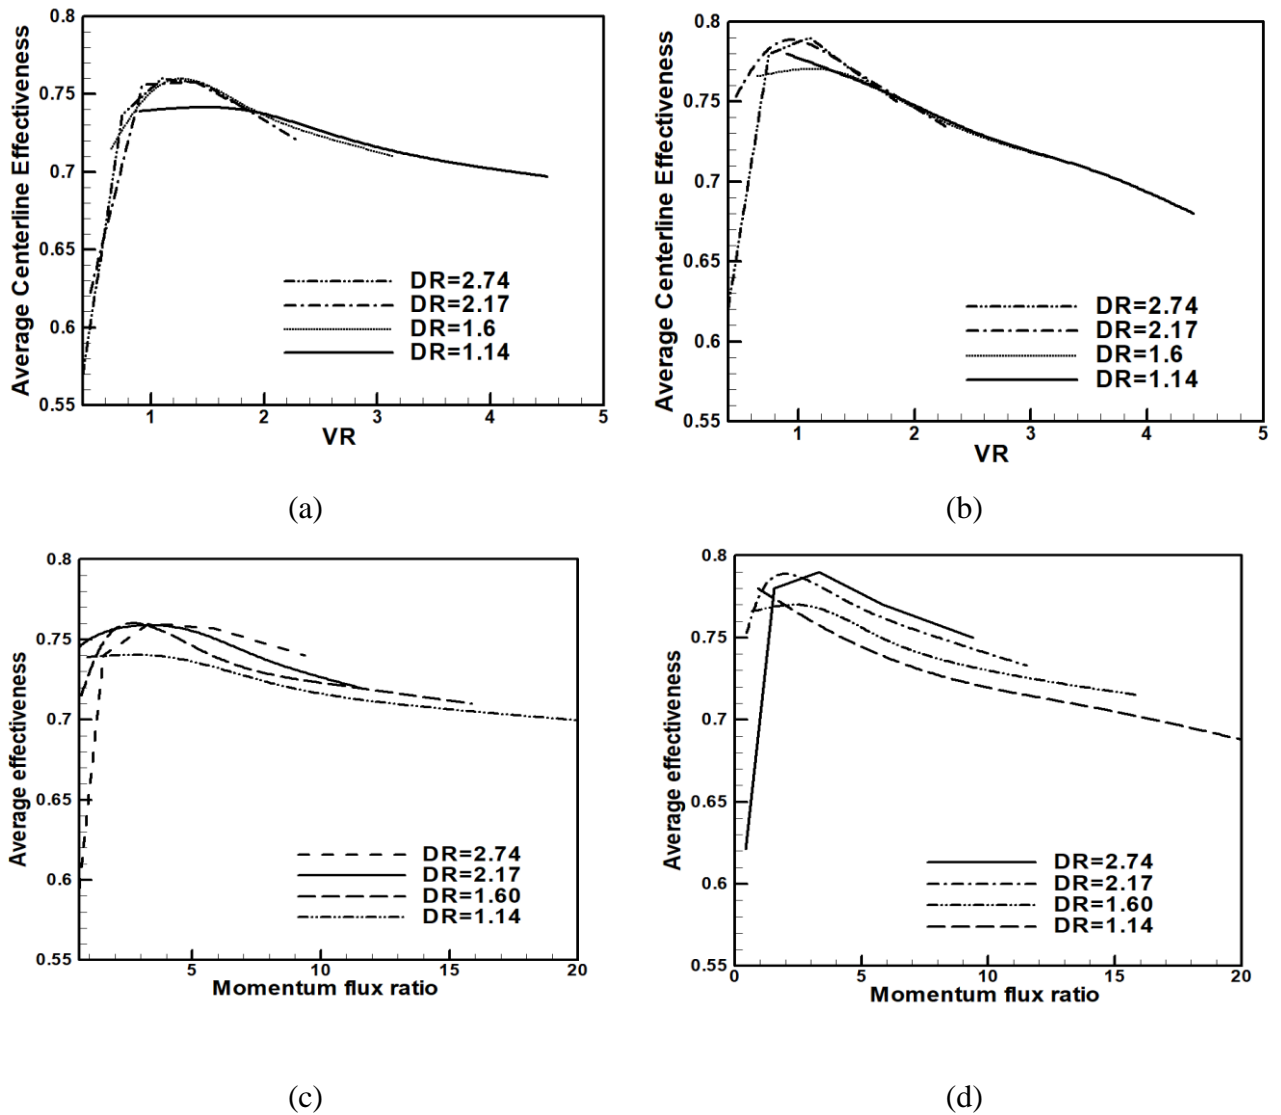 0.8
0.75
0.7
0.65
0.6
0.55
Average Centerline Effectiveness
DR=2.74
DR=2.17
DR=1.6
DR=1.14
1 2 3 4 5
VR
(a)
0.8
0.75
0.7
0.65
0.6
0.55
Average Centerline Effectiveness
DR=2.74
DR=2.17
DR=1.6
DR=1.14
1 2 3 4 5
VR
(b)
0.8
0.75
0.7
0.65
0.6
0.55
Average effectiveness
DR=2.74
DR=2.17
DR=1.60
DR=1.14
5 10 15 20
Momentum flux ratio
(c)
0.8
0.75
0.7
0.65
0.6
0.55
Average effectiveness
DR=2.74
DR=2.17
DR=1.60
DR=1.14
0 5 10 15 20
Momentum flux ratio
(d)